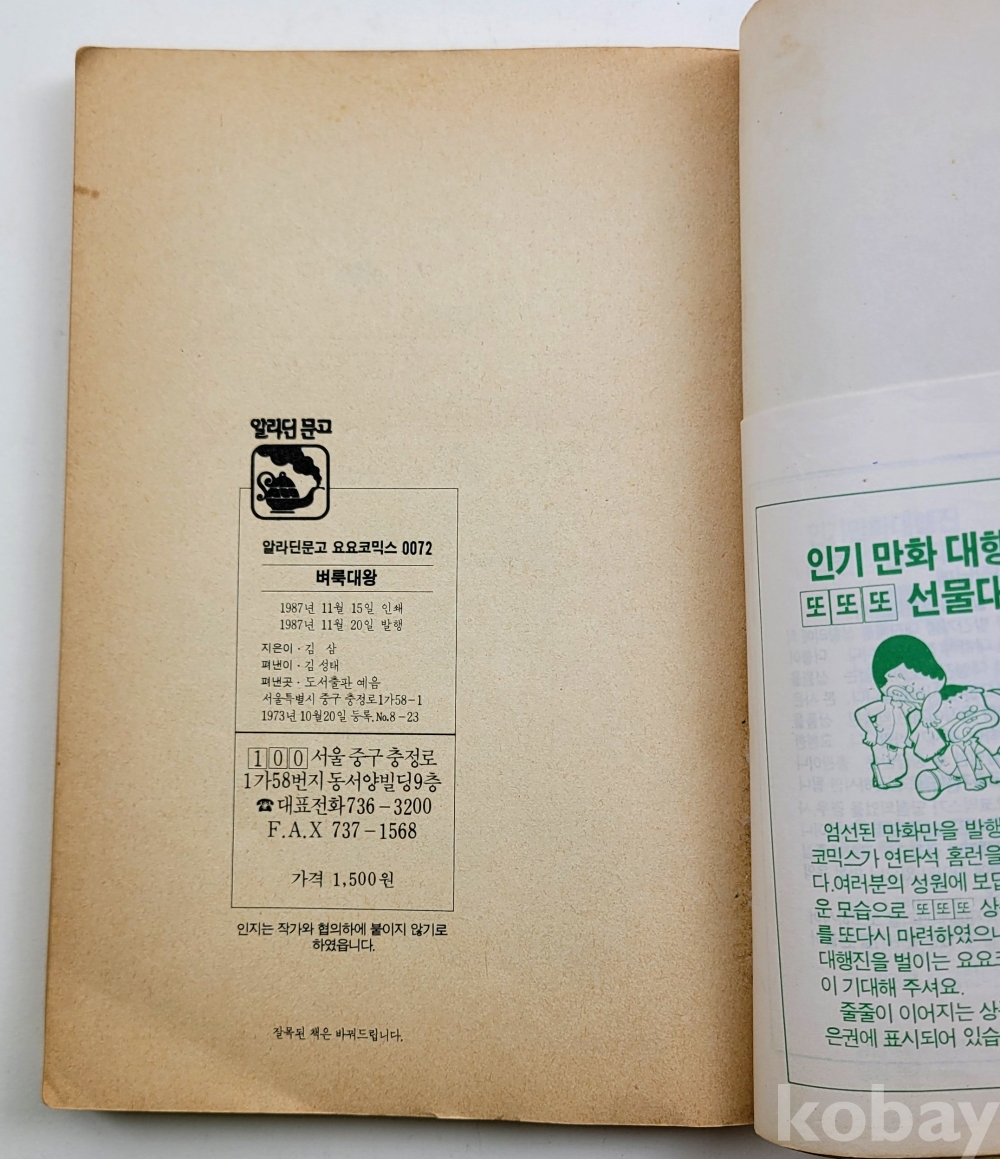 알라딘 문고
알라딘문고 요요코믹스 0072
벼룩대왕
1987년 11월 15일 인쇄
1987년 11월 20일 발행
지은이·김 삼
펴낸이·김성태
펴낸곳·도서출판 예음
서울특별시 중구 충정로1가58-1
1973년 10월20일 등록.No.8-23
100 서울 중구 충정로
1가58번지 동서양빌딩9층
☎대표전화 736-3200
F.A.X 737-1568
가격 1,500원
인지는 작가와 협의하에 붙이지 않기로
하였읍니다.
잘못된 책은 바꿔드립니다.
인기 만화 대행
또또또 선물대
엄선된 만화만을 발행
코믹스가 연타석 홈런을
다.여러분의 성원에 보답
운 모습으로 또또또 상
를 또다시 마련하였으니
대행진을 벌이는 요요코
이 기대해 주셔요.
줄줄이 이어지는 상
은권에 표시되어 있습
kobay